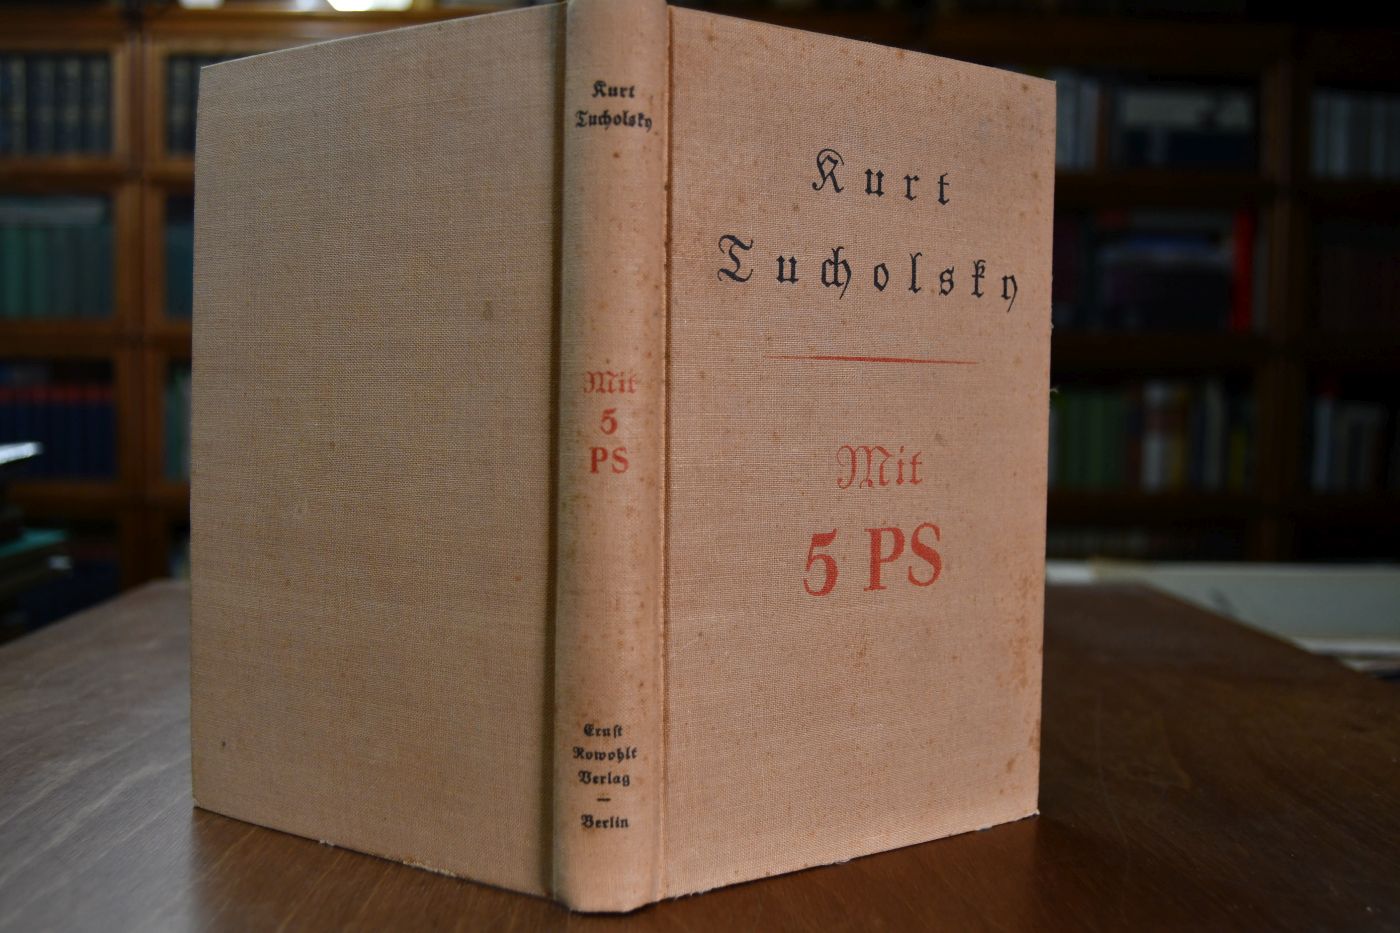 Kurt
Tucholsky
Mit
5
PS
Ernst
Rowohlt
Verlag
—
Berlin
Kurt
Tucholsky
Mit
5 PS